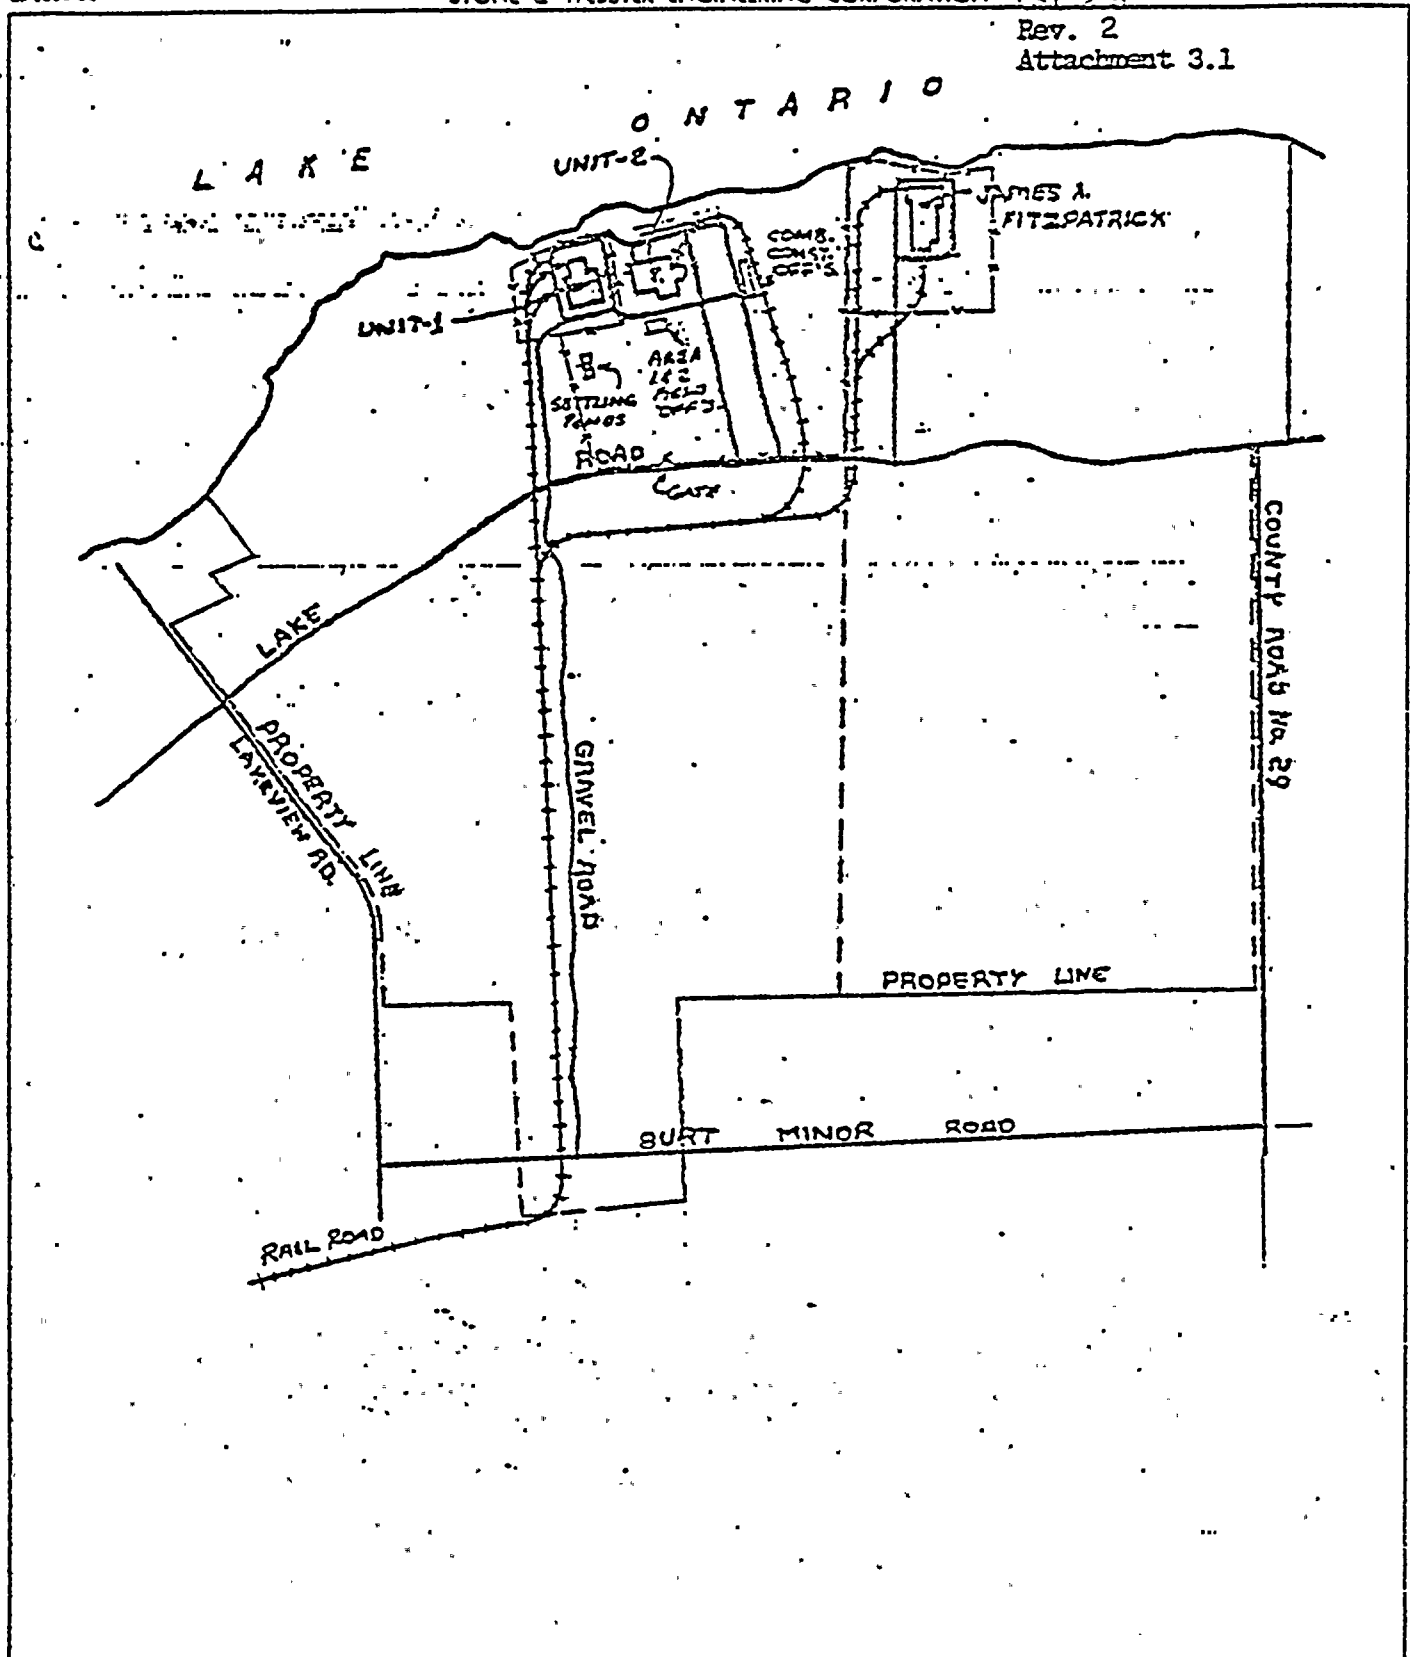 ENGINEERING CORPORATION
Rev. 2
Attachment 3.1
LAKE ONTARIO
UNIT-2
JAMES A.
FITZPATRICK
COMB.
CONST.
OFF'S
UNIT-1
AREA
FIELD
OFF'S
SETTLING
PONDS
ROAD
GATE
LAKE
COUNTY ROAD No. 29
PROPERTY LINE
LAKEVIEW RD.
GRAVEL ROAD
PROPERTY LINE
BURT MINOR ROAD
RAIL ROAD